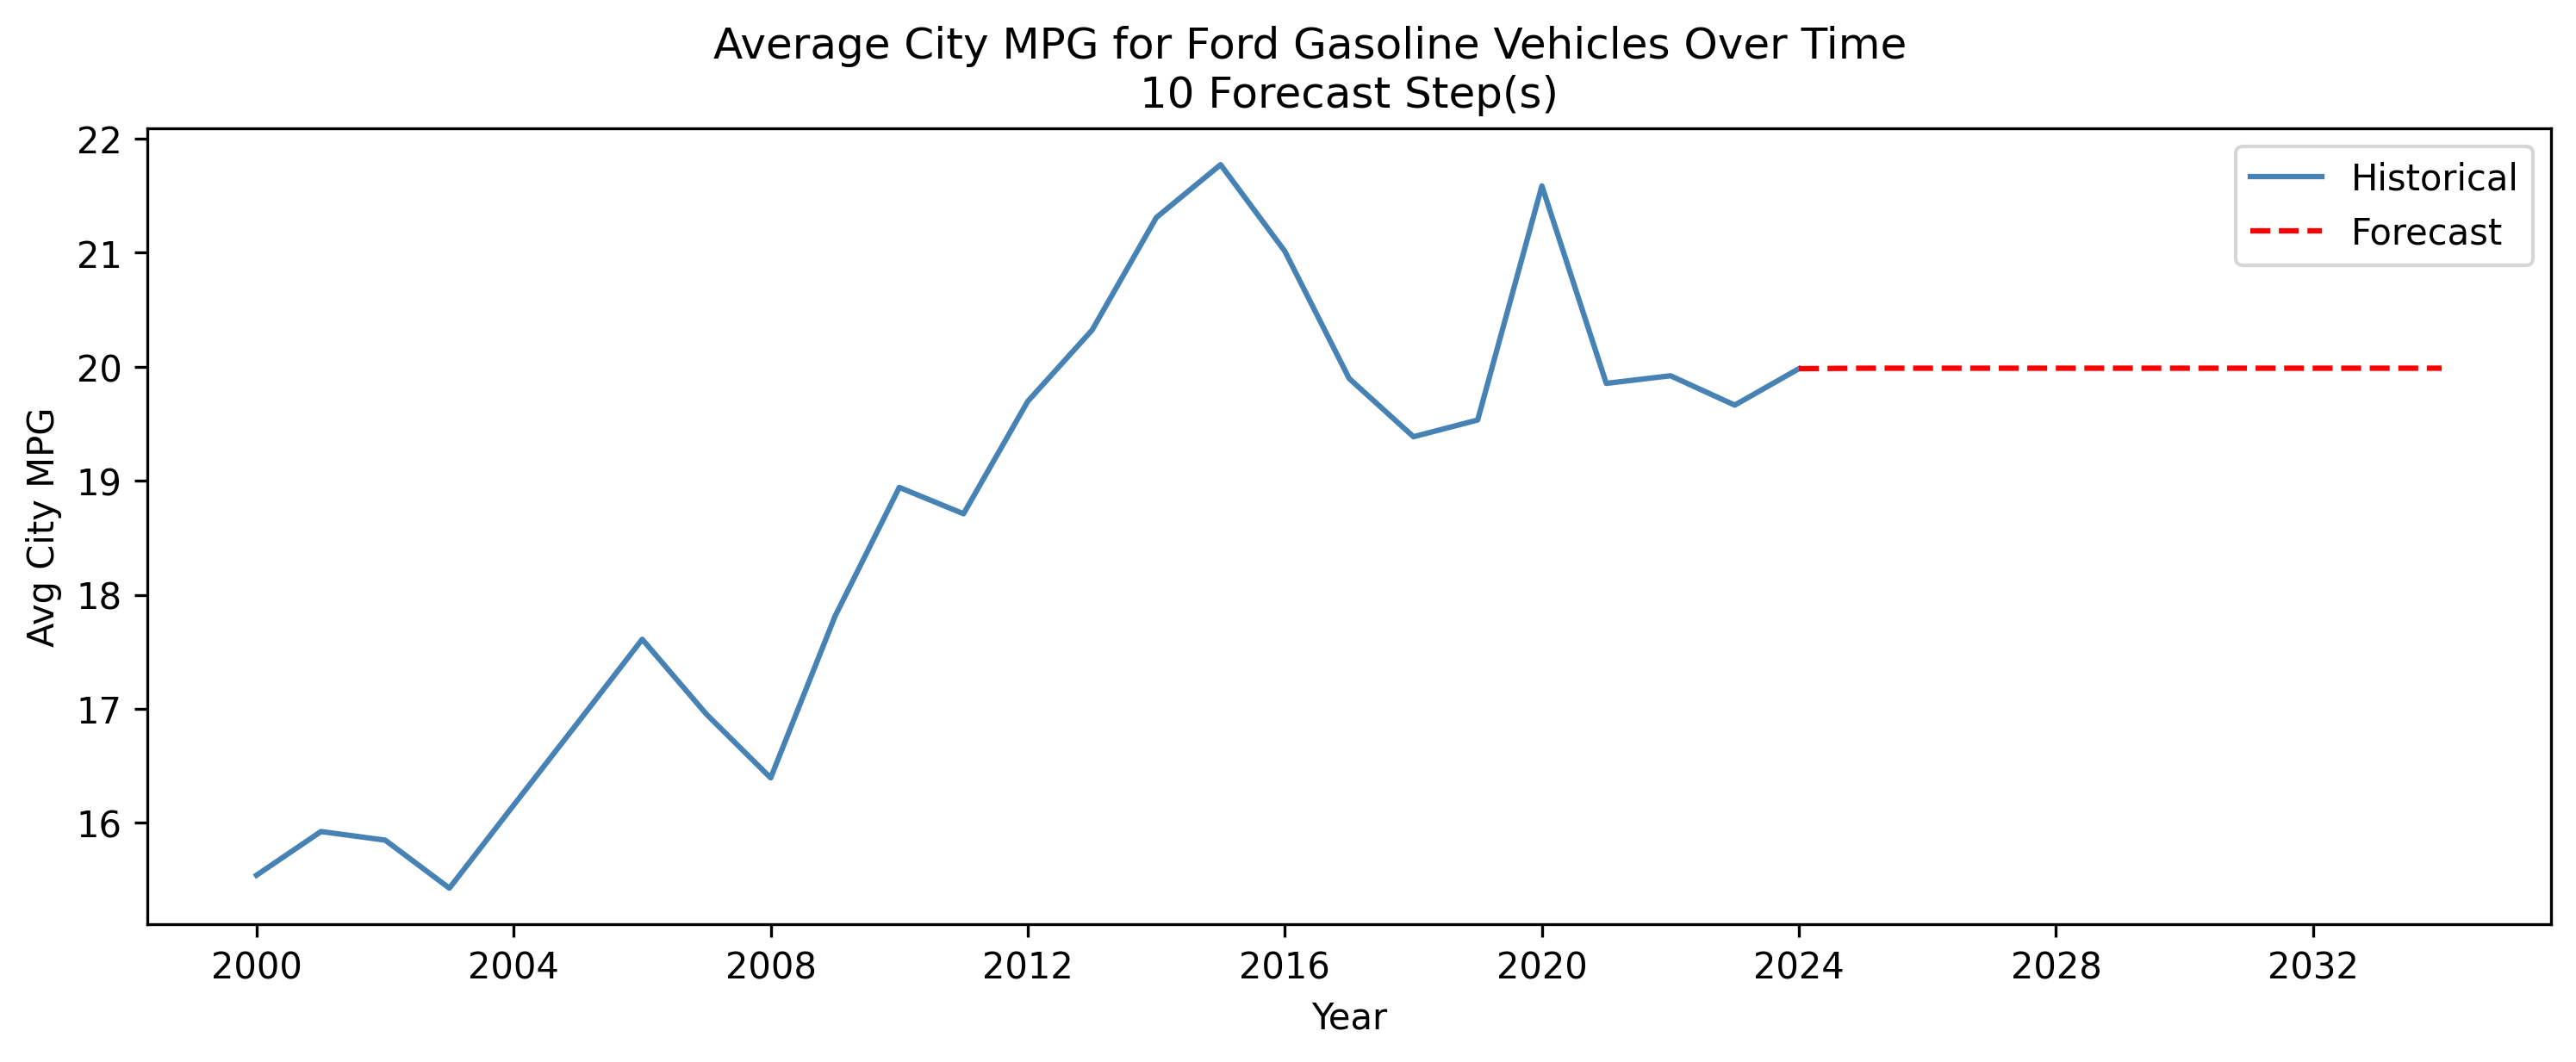 Average City MPG for Ford Gasoline Vehicles Over Time
10 Forecast Step(s)
Historical
Forecast
Avg City MPG
22
21
20
19
18
17
16
2000 2004 2008 2012 2016 2020 2024 2028 2032
Year